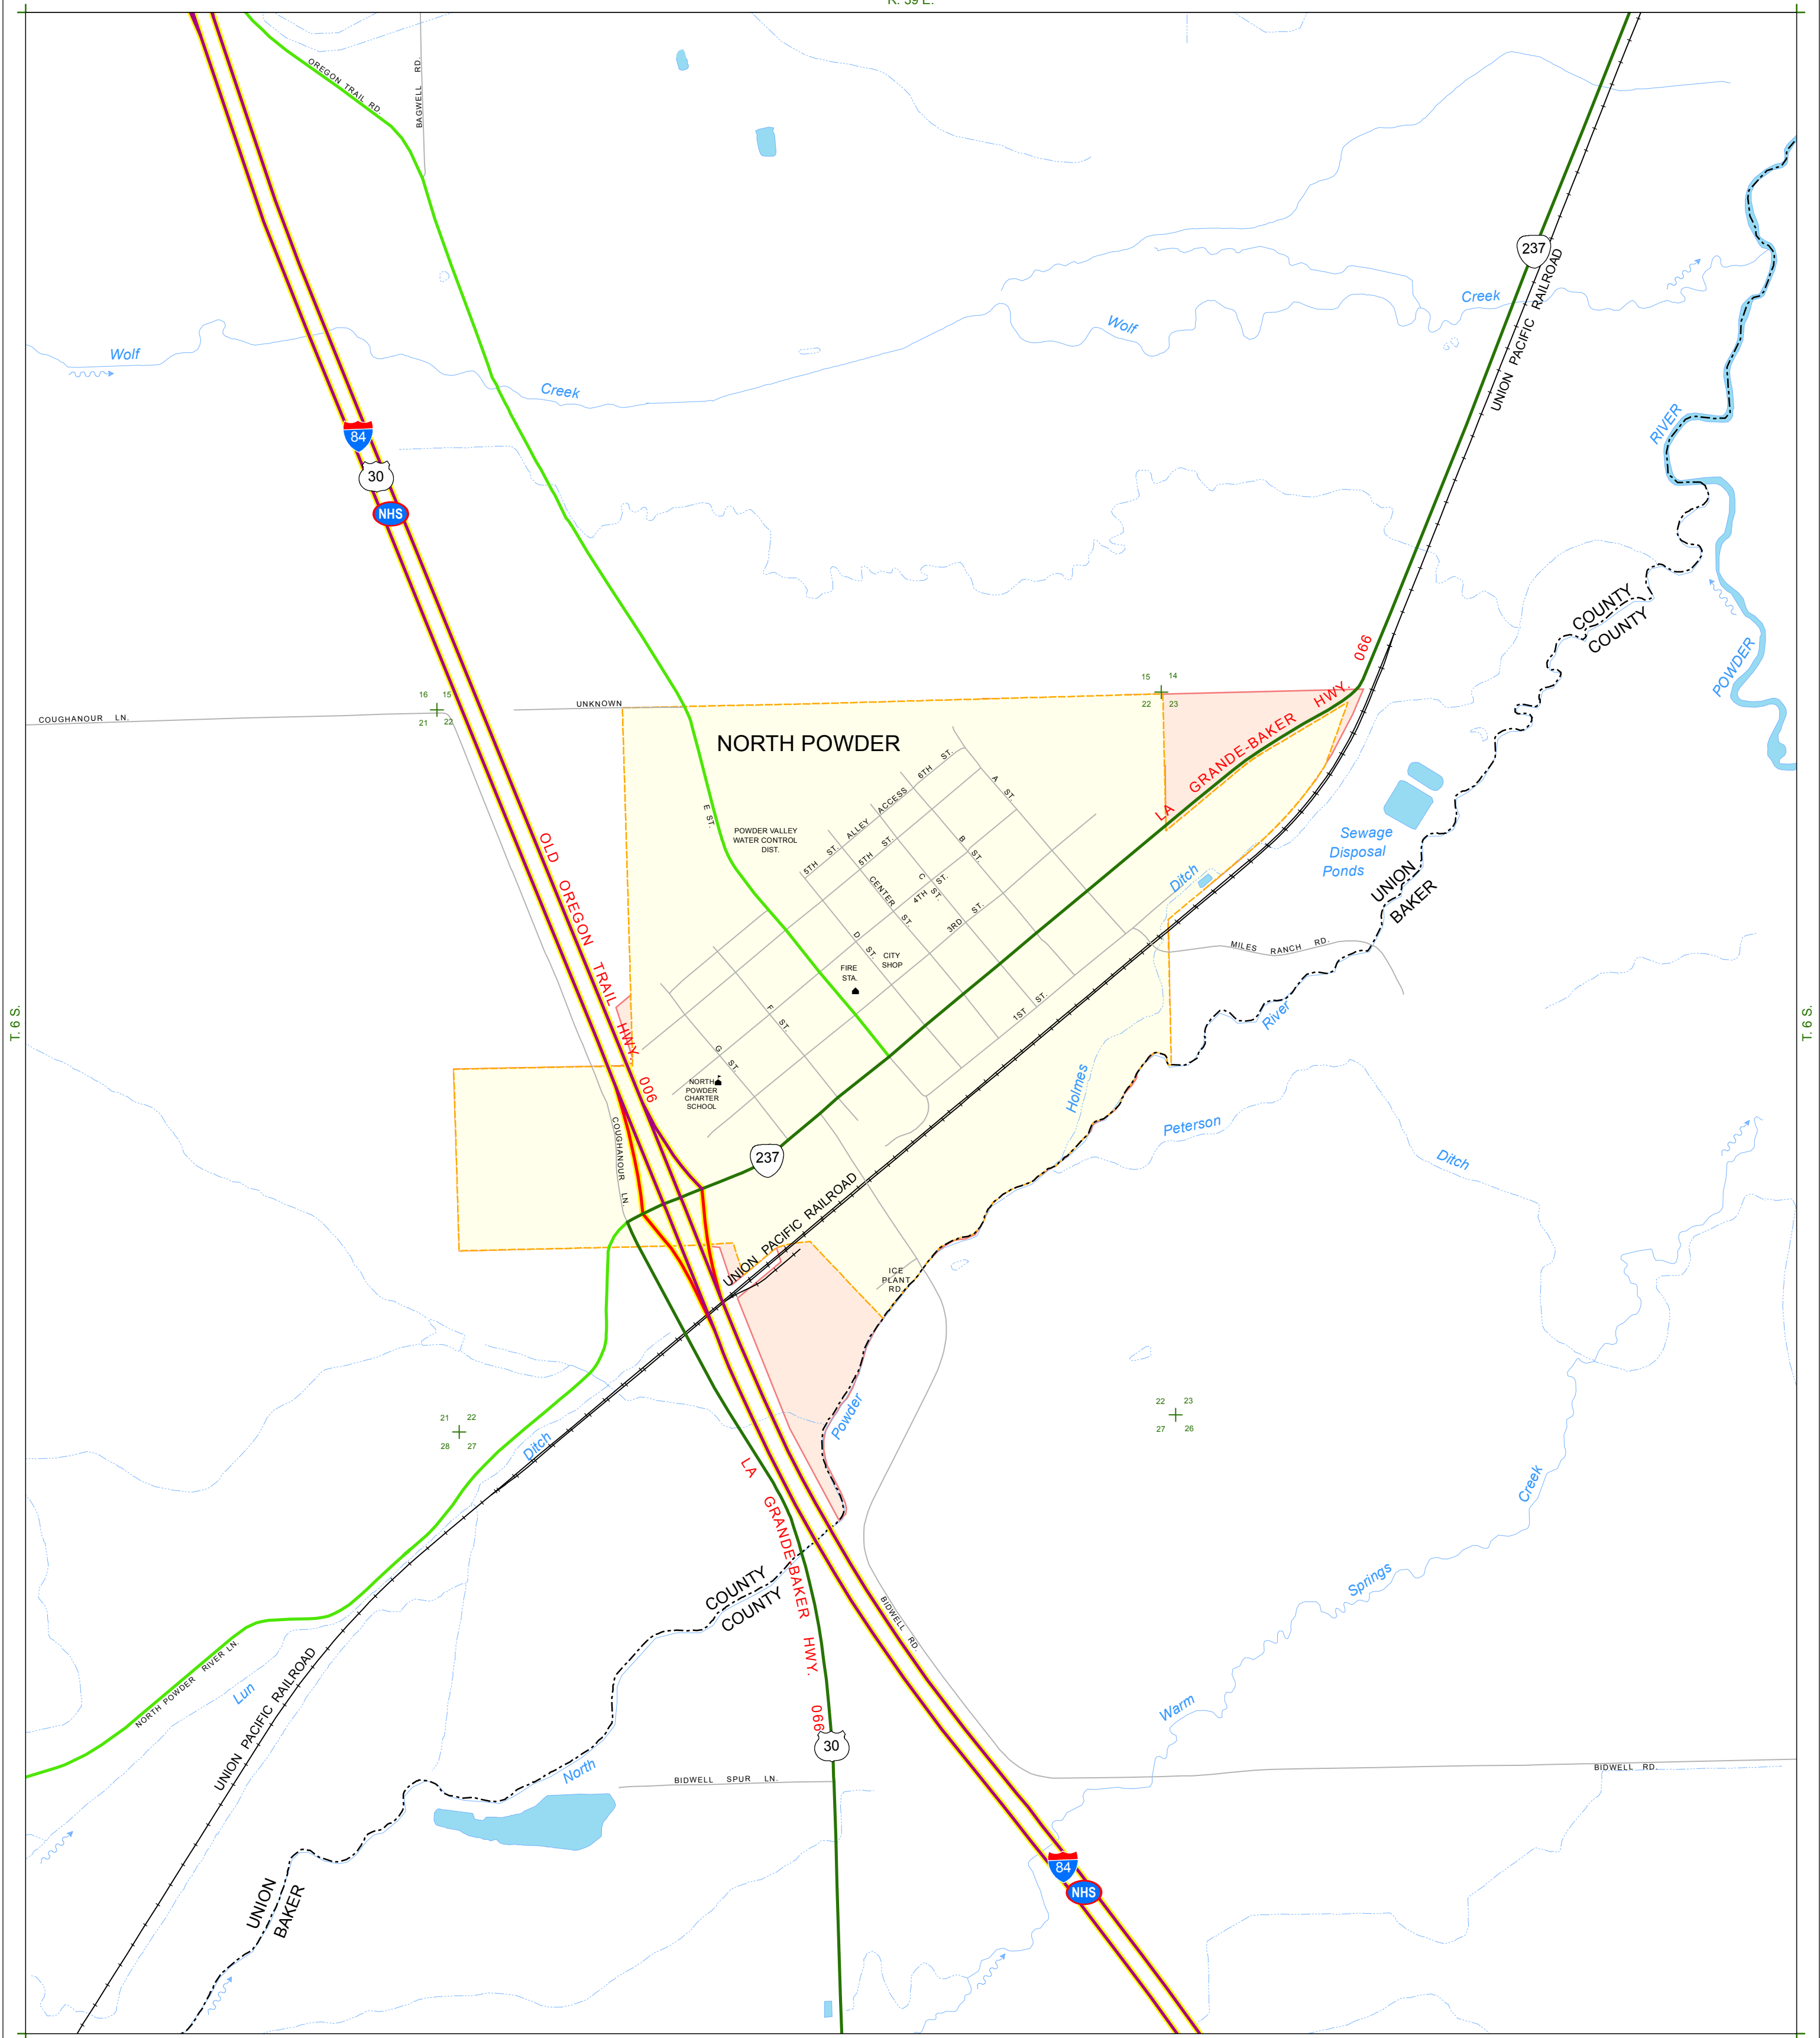 R. 39 E.
OREGON TRAIL RD.
BAGWELL RD.
237
UNION PACIFIC RAILROAD
Wolf
Creek
Wolf
Creek
84
30
NHS
RIVER
POWDER
COUNTY
COUNTY
066
16 15
21 22
15 14
22 23
COUGHANOUR LN.
UNKNOWN
NORTH POWDER
LA GRANDE-BAKER HWY.
E ST.
POWDER VALLEY
WATER CONTROL
DIST.
5TH ST.
ALLEY ACCESS
6TH ST.
A ST.
5TH ST.
B ST
C ST.
4TH ST.
CENTER ST
3RD ST.
D ST.
CITY
SHOP
FIRE
STA.
F ST.
G ST.
1ST ST.
Ditch
Sewage
Disposal
Ponds
UNION
BAKER
MILES RANCH RD.
River
OLD OREGON TRAIL HWY. 006
T. 6 S.
T. 6 S.
NORTH
POWDER
CHARTER
SCHOOL
Holmes
Peterson
Ditch
COUGHANOUR LN.
237
UNION PACIFIC RAILROAD
ICE
PLANT
RD.
Powder
21 22
28 27
22 23
27 26
Ditch
LA GRANDE-BAKER HWY. 066
COUNTY
COUNTY
BIDWELL RD.
Creek
Springs
Warm
NORTH POWDER RIVER LN.
Lun
UNION PACIFIC RAILROAD
North
30
BIDWELL SPUR LN.
BIDWELL RD.
84
NHS
UNION
BAKER